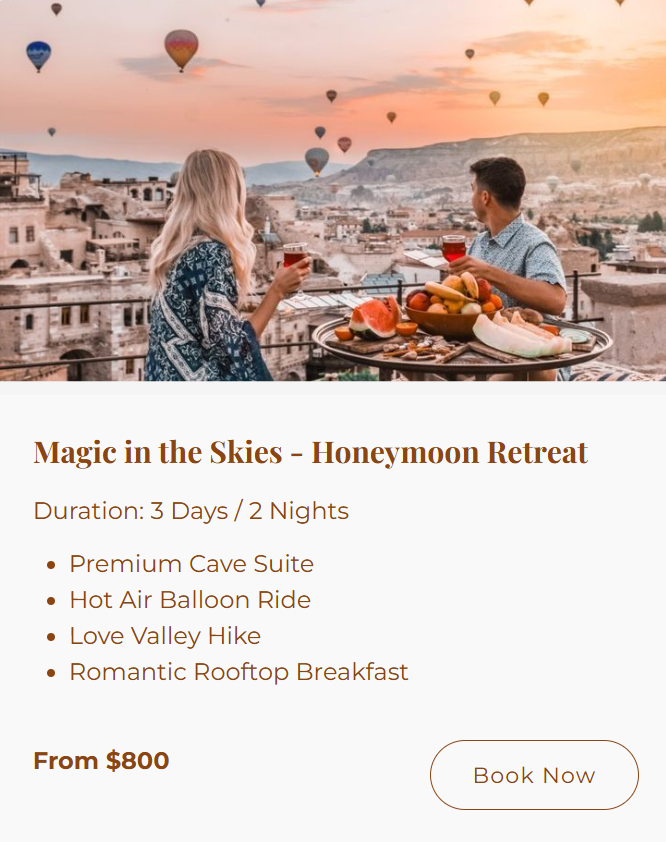 Magic in the Skies - Honeymoon Retreat
Duration: 3 Days / 2 Nights
Premium Cave Suite
Hot Air Balloon Ride
Love Valley Hike
Romantic Rooftop Breakfast
From $800
Book Now